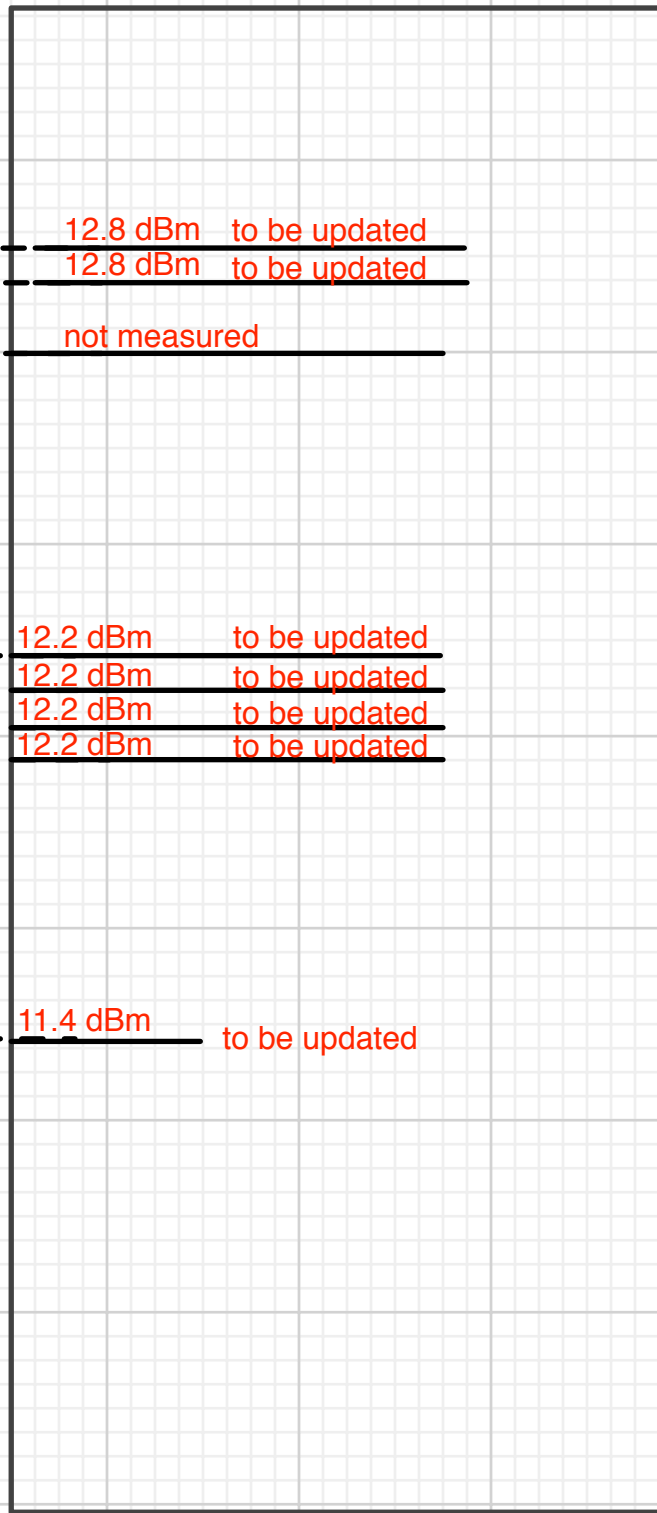 12.8 dBm to be updated
12.8 dBm to be updated
not measured
12.2 dBm to be updated
12.2 dBm to be updated
12.2 dBm to be updated
12.2 dBm to be updated
11.4 dBm
to be updated